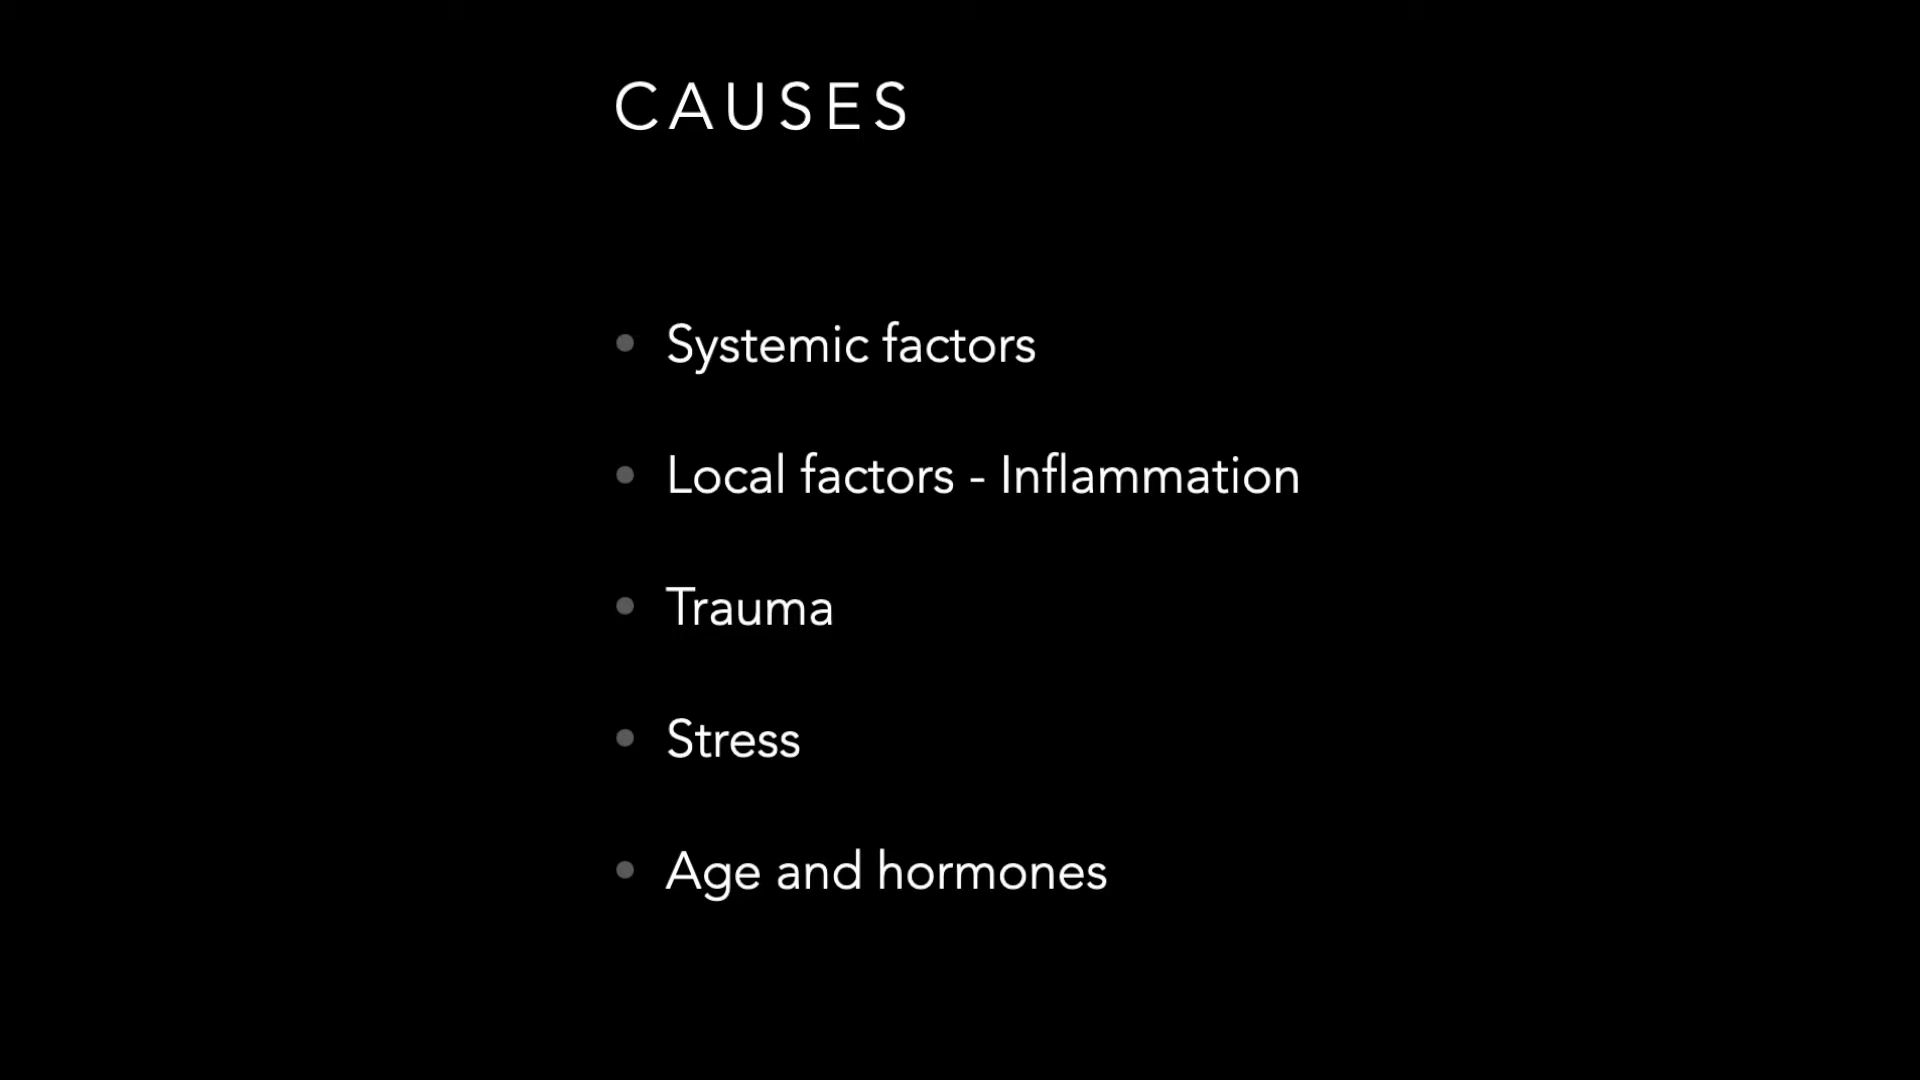 CAUSES
• Systemic factors
• Local factors - Inflammation
• Trauma
• Stress
• Age and hormones